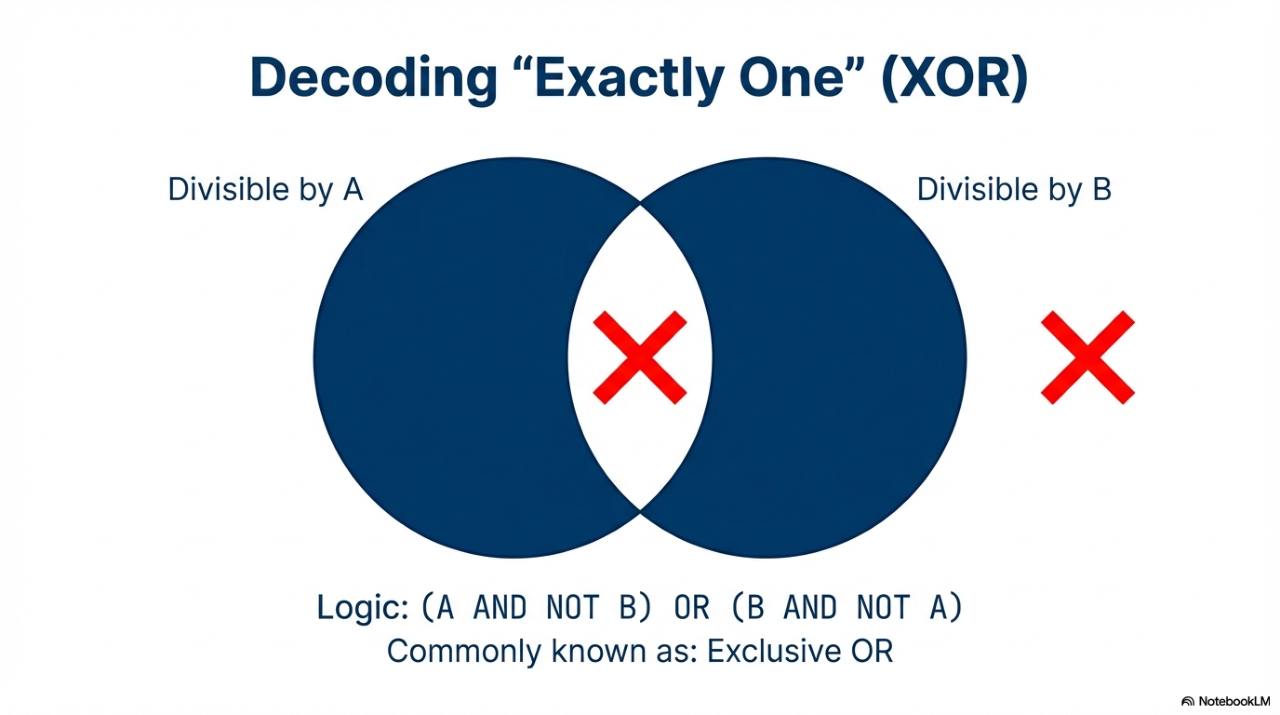 Decoding “Exactly One” (XOR)
Divisible by A
Divisible by B
Logic: (A AND NOT B) OR (B AND NOT A)
Commonly known as: Exclusive OR
NotebookLM